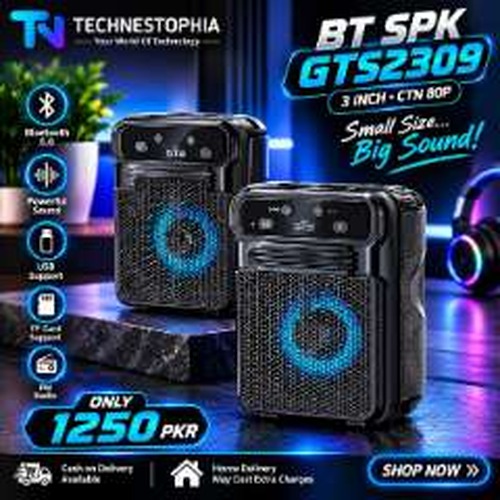 TN TECHNESTOPHIA
Your World Of Technology
BT SPK
GTS2309
3 INCH - CTN 80P
Small Size...
Big Sound!
Bluetooth
5.0
Powerful
Sound
USB
Support
TF Card
Support
FM
Radio
ONLY
1250 PKR
Cash on Delivery
Available
Home Delivery
May Cost Extra Charges
SHOP NOW »